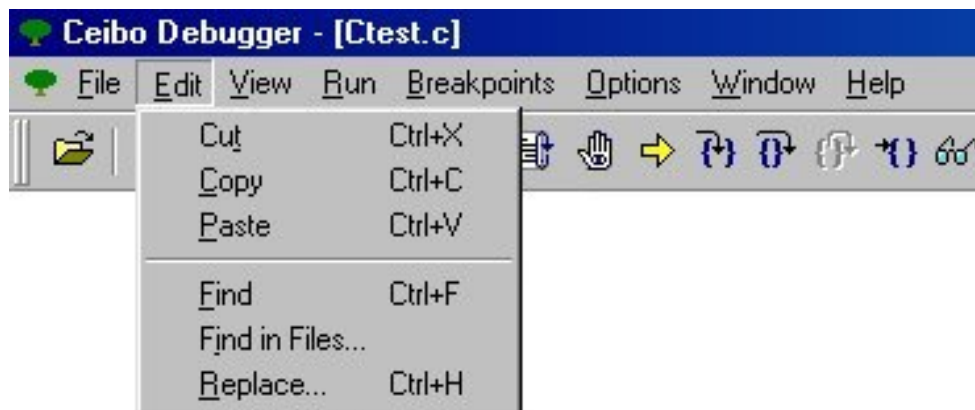 Ceibo Debugger - [Ctest.c]
File Edit View Run Breakpoints Options Window Help
Cut Ctrl+X
Copy Ctrl+C
Paste Ctrl+V
Find Ctrl+F
Find in Files...
Replace... Ctrl+H